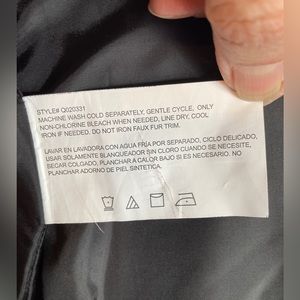 STYLE# Q020331
MACHINE WASH COLD SEPARATELY, GENTLE CYCLE, ONLY
NON-CHLORINE BLEACH WHEN NEEDED, LINE DRY, COOL
IRON IF NEEDED. DO NOT IRON FAUX FUR TRIM.
LAVAR EN LAVADORA CON AGUA FRÍA POR SEPARADO, CICLO DELICADO,
USAR SOLAMENTE BLANQUEADOR SIN CLORO CUANDO SE NECESITE,
SECAR COLGADO, PLANCHAR A CALOR BAJO SI ES NECESARIO. NO
PLANCHAR ADORNO DE PIEL SINTETICA.